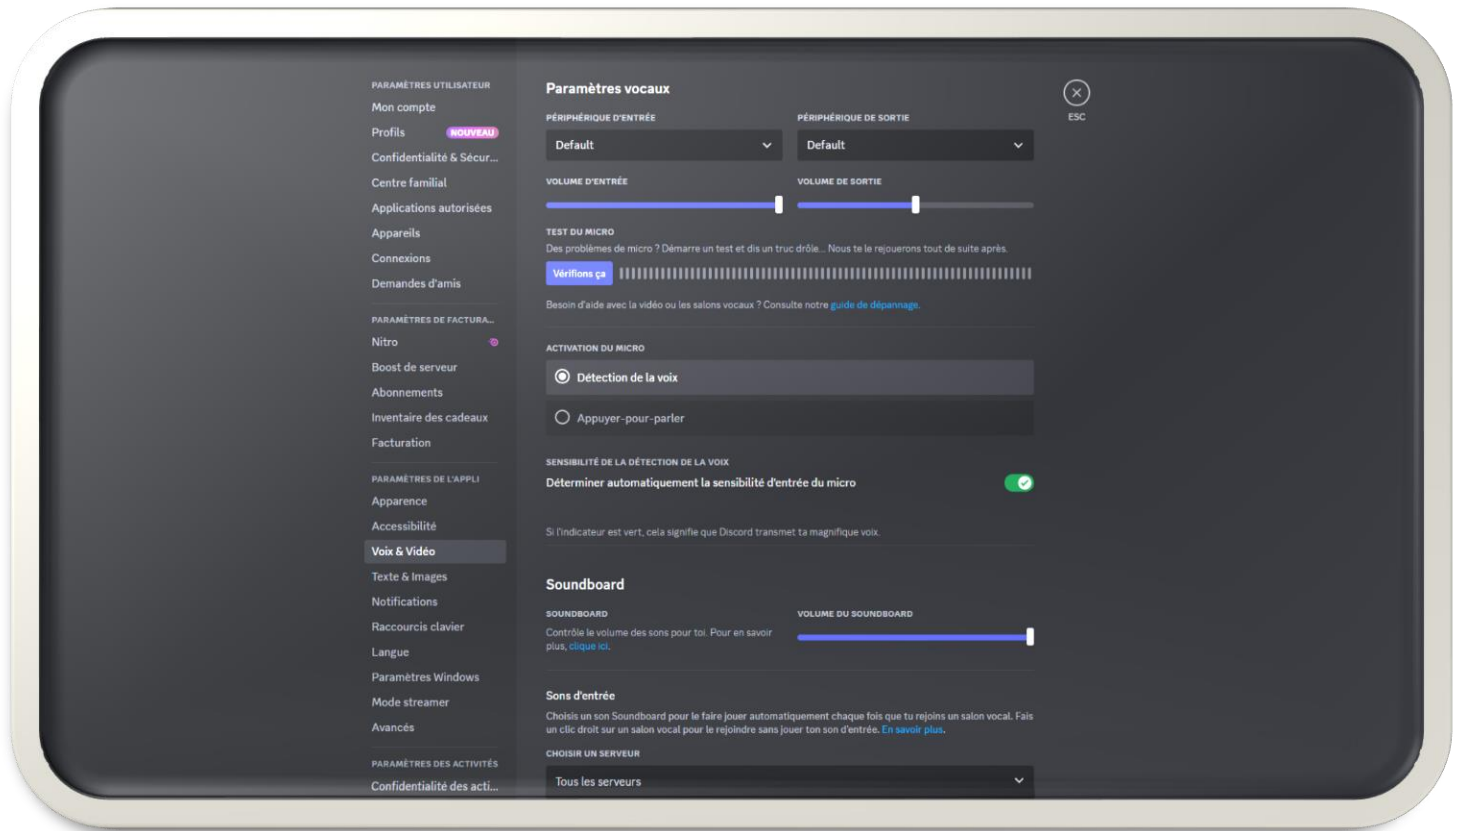 PARAMÈTRES UTILISATEUR
Mon compte
Profils NOUVEAU
Confidentialité & Sécur...
Centre familial
Applications autorisées
Appareils
Connexions
Demandes d'amis
PARAMÈTRES DE FACTURA...
Nitro
Boost de serveur
Abonnements
Inventaire des cadeaux
Facturation
PARAMÈTRES DE L'APPLI
Apparence
Accessibilité
Voix & Vidéo
Texte & Images
Notifications
Raccourcis clavier
Langue
Paramètres Windows
Mode streamer
Avancés
PARAMÈTRES DES ACTIVITÉS
Confidentialité des acti...
Paramètres vocaux
PÉRIPHÉRIQUE D'ENTRÉE
Default
PÉRIPHÉRIQUE DE SORTIE
Default
VOLUME D'ENTRÉE
VOLUME DE SORTIE
TEST DU MICRO
Des problèmes de micro ? Démarre un test et dis un truc drôle... Nous te le rejouerons tout de suite après.
Vérifions ça
Besoin d'aide avec la vidéo ou les salons vocaux ? Consulte notre guide de dépannage.
ACTIVATION DU MICRO
Détection de la voix
Appuyer-pour-parler
SENSIBILITÉ DE LA DÉTECTION DE LA VOIX
Déterminer automatiquement la sensibilité d'entrée du micro
Si l'indicateur est vert, cela signifie que Discord transmet ta magnifique voix.
Soundboard
SOUNDBOARD
Contrôle le volume des sons pour toi. Pour en savoir
plus, clique ici.
VOLUME DU SOUNDBOARD
Sons d'entrée
Choisis un son Soundboard pour le faire jouer automatiquement chaque fois que tu rejoins un salon vocal. Fais
un clic droit sur un salon vocal pour le rejoindre sans jouer ton son d'entrée. En savoir plus.
CHOISIR UN SERVEUR
Tous les serveurs
ESC